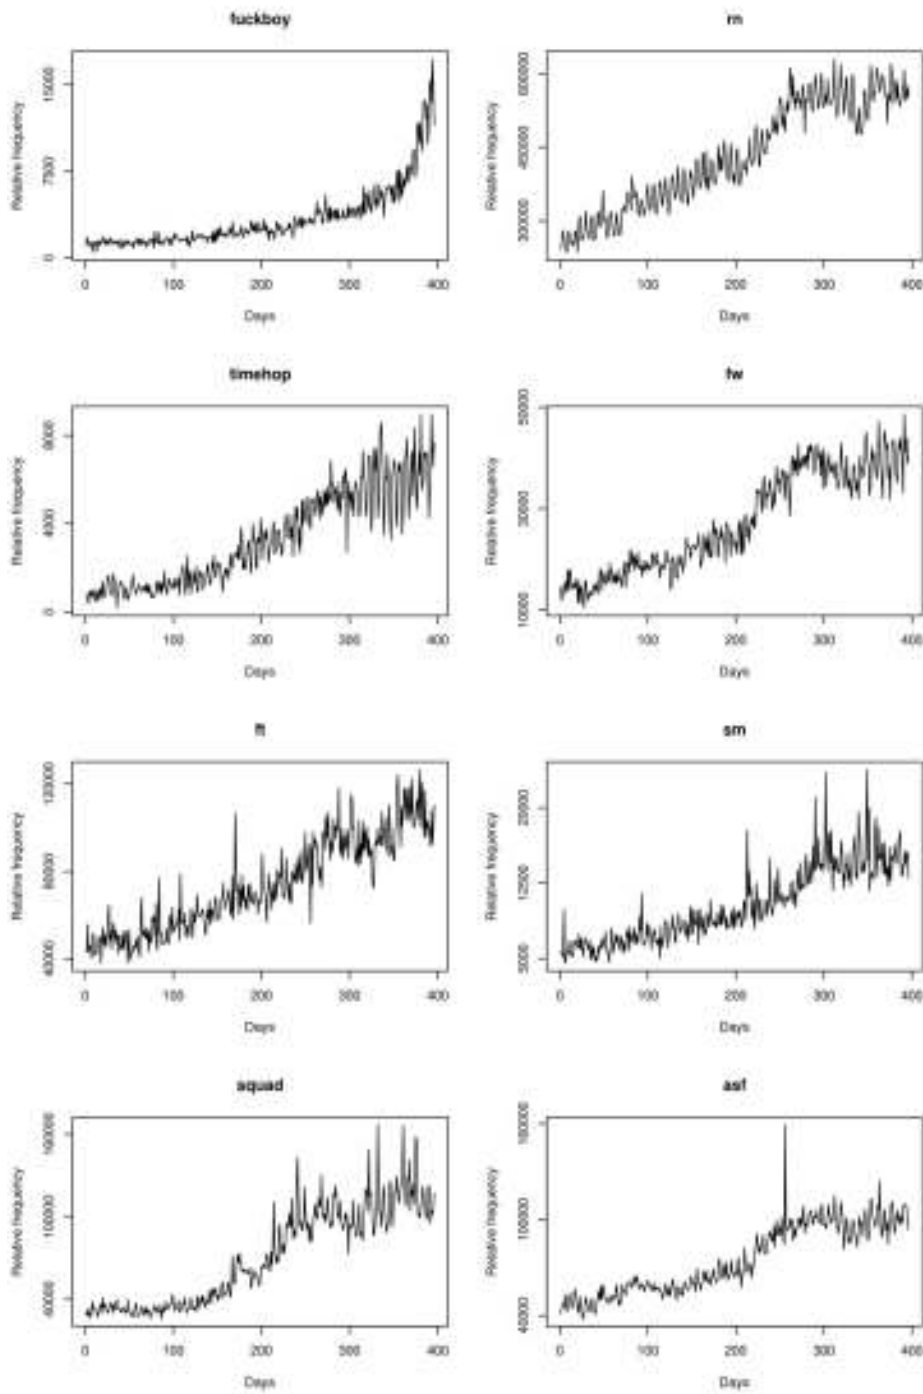 fuckboy
Relative frequency
15000
7500
0
0 100 200 300 400
Days
rn
Relative frequency
600000
450000
300000
0 100 200 300 400
Days
timehop
Relative frequency
8000
4000
0
0 100 200 300 400
Days
fw
Relative frequency
50000
30000
10000
0 100 200 300 400
Days
ft
Relative frequency
120000
80000
40000
0 100 200 300 400
Days
sm
Relative frequency
20000
12500
5000
0 100 200 300 400
Days
squad
Relative frequency
160000
100000
40000
0 100 200 300 400
Days
asf
Relative frequency
160000
100000
40000
0 100 200 300 400
Days